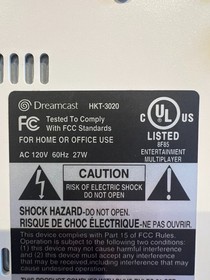 Dreamcast HKT-3020
FC Tested To Comply
With FCC Standards
FOR HOME OR OFFICE USE
AC 120V 60Hz 27W
C UL US
LISTED
8F85
ENTERTAINMENT
MULTIPLAYER
CAUTION
RISK OF ELECTRIC SHOCK
DO NOT OPEN
SHOCK HAZARD-DO NOT OPEN.
RISQUE DE CHOC ÉLECTRIQUE-NE PAS OUVRIR.
This device complies with Part 15 of FCC Rules.
Operation is subject to the following two conditions:
(1) this device may not cause harmful interference
and (2) this device must accept any interference that
may be received including interference that may
cause undesired operation.